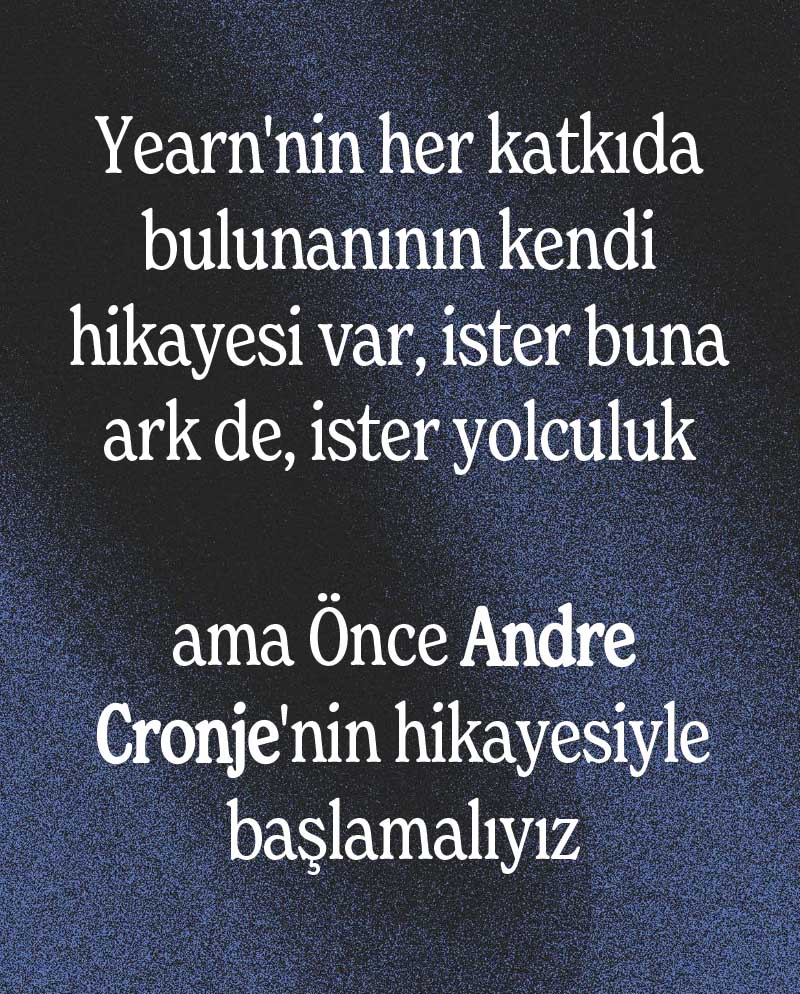 Yearn'nin her katkıda
bulunanının kendi
hikayesi var, ister buna
ark de, ister yolculuk
ama Önce Andre
Cronje'nin hikayesiyle
başlamalıyız